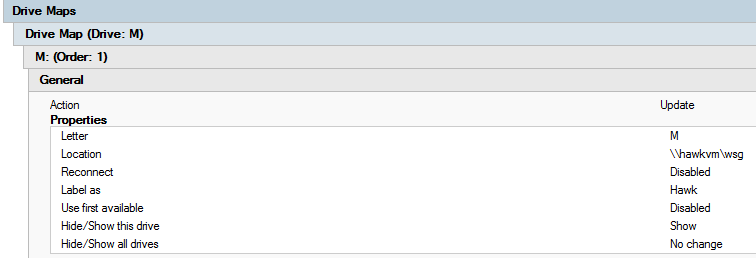 Drive Maps
Drive Map (Drive: M)
M: (Order: 1)
General
Action Update
Properties
Letter M
Location \\hawkvm\wsg
Reconnect Disabled
Label as Hawk
Use first available Disabled
Hide/Show this drive Show
Hide/Show all drives No change